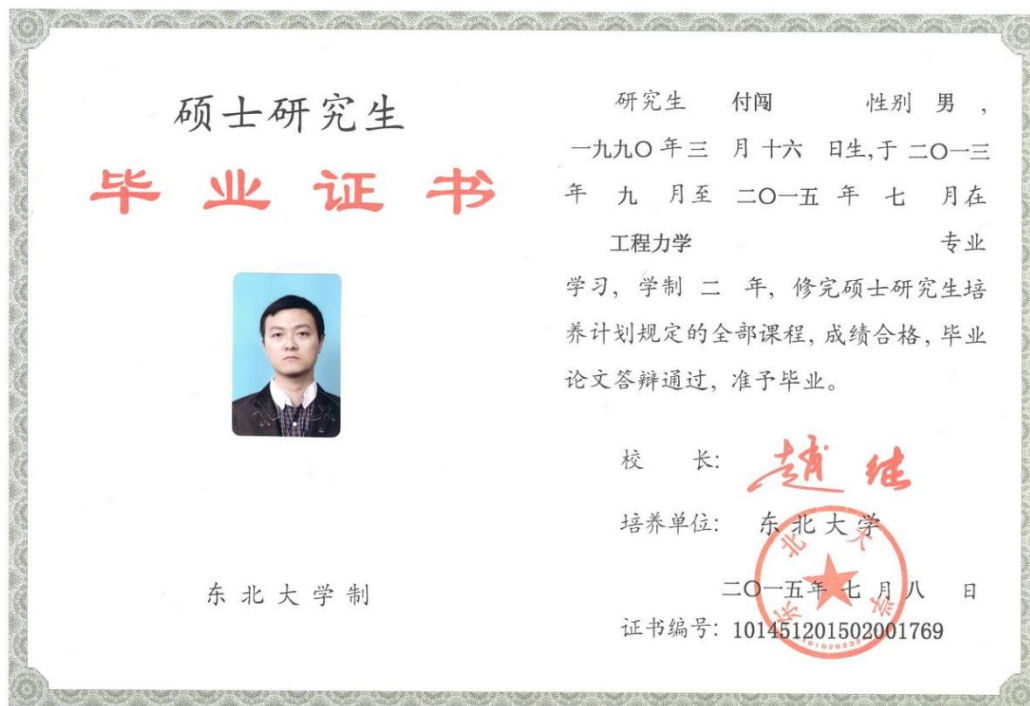 硕士研究生
毕业证书
东北大学制
研究生 付闯 性别 男 ,
一九九〇 年 三 月 十六 日生,于 二〇一三
年 九 月至 二〇一五 年 七 月在
工程力学 专业
学习, 学制 二 年, 修完硕士研究生培
养计划规定的全部课程, 成绩合格, 毕业
论文答辩通过, 准予毕业。
校 长: 赵继
培养单位: 东北大学
东北大学
二〇一五年 七 月 八 日
证书编号: 101451201502001769